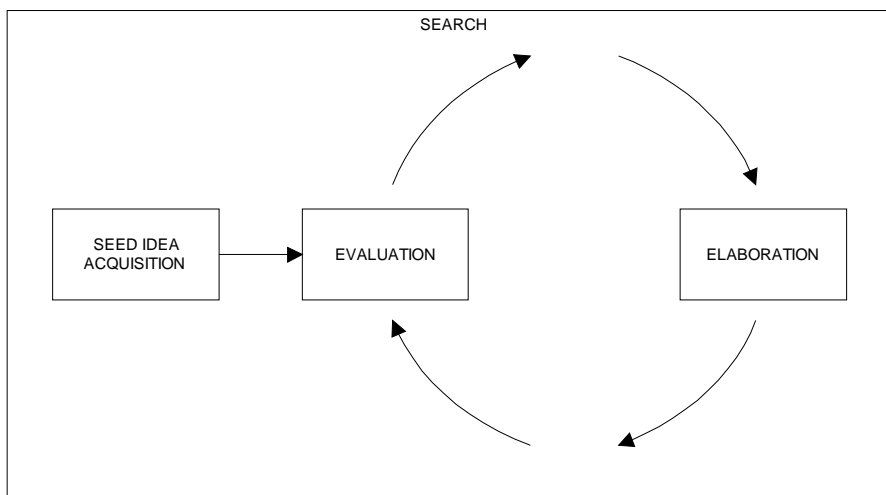 SEARCH
SEED IDEA
ACQUISITION
EVALUATION
ELABORATION